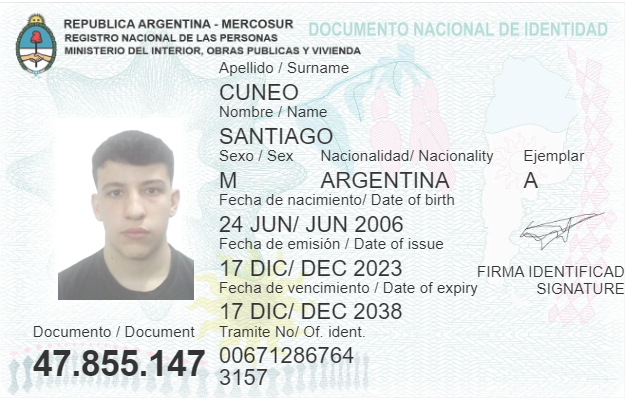 REPUBLICA ARGENTINA - MERCOSUR
REGISTRO NACIONAL DE LAS PERSONAS
MINISTERIO DEL INTERIOR, OBRAS PUBLICAS Y VIVIENDA
DOCUMENTO NACIONAL DE IDENTIDAD
Apellido / Surname
CUNEO
Nombre / Name
SANTIAGO
Sexo / Sex Nacionalidad/ Nacionality Ejemplar
M ARGENTINA A
Fecha de nacimiento/ Date of birth
24 JUN/ JUN 2006
Fecha de emisión / Date of issue
17 DIC/ DEC 2023
Fecha de vencimiento / Date of expiry
17 DIC/ DEC 2038
FIRMA IDENTIFICAD
SIGNATURE
Tramite No/ Of. ident.
00671286764
3157
Documento / Document
47.855.147